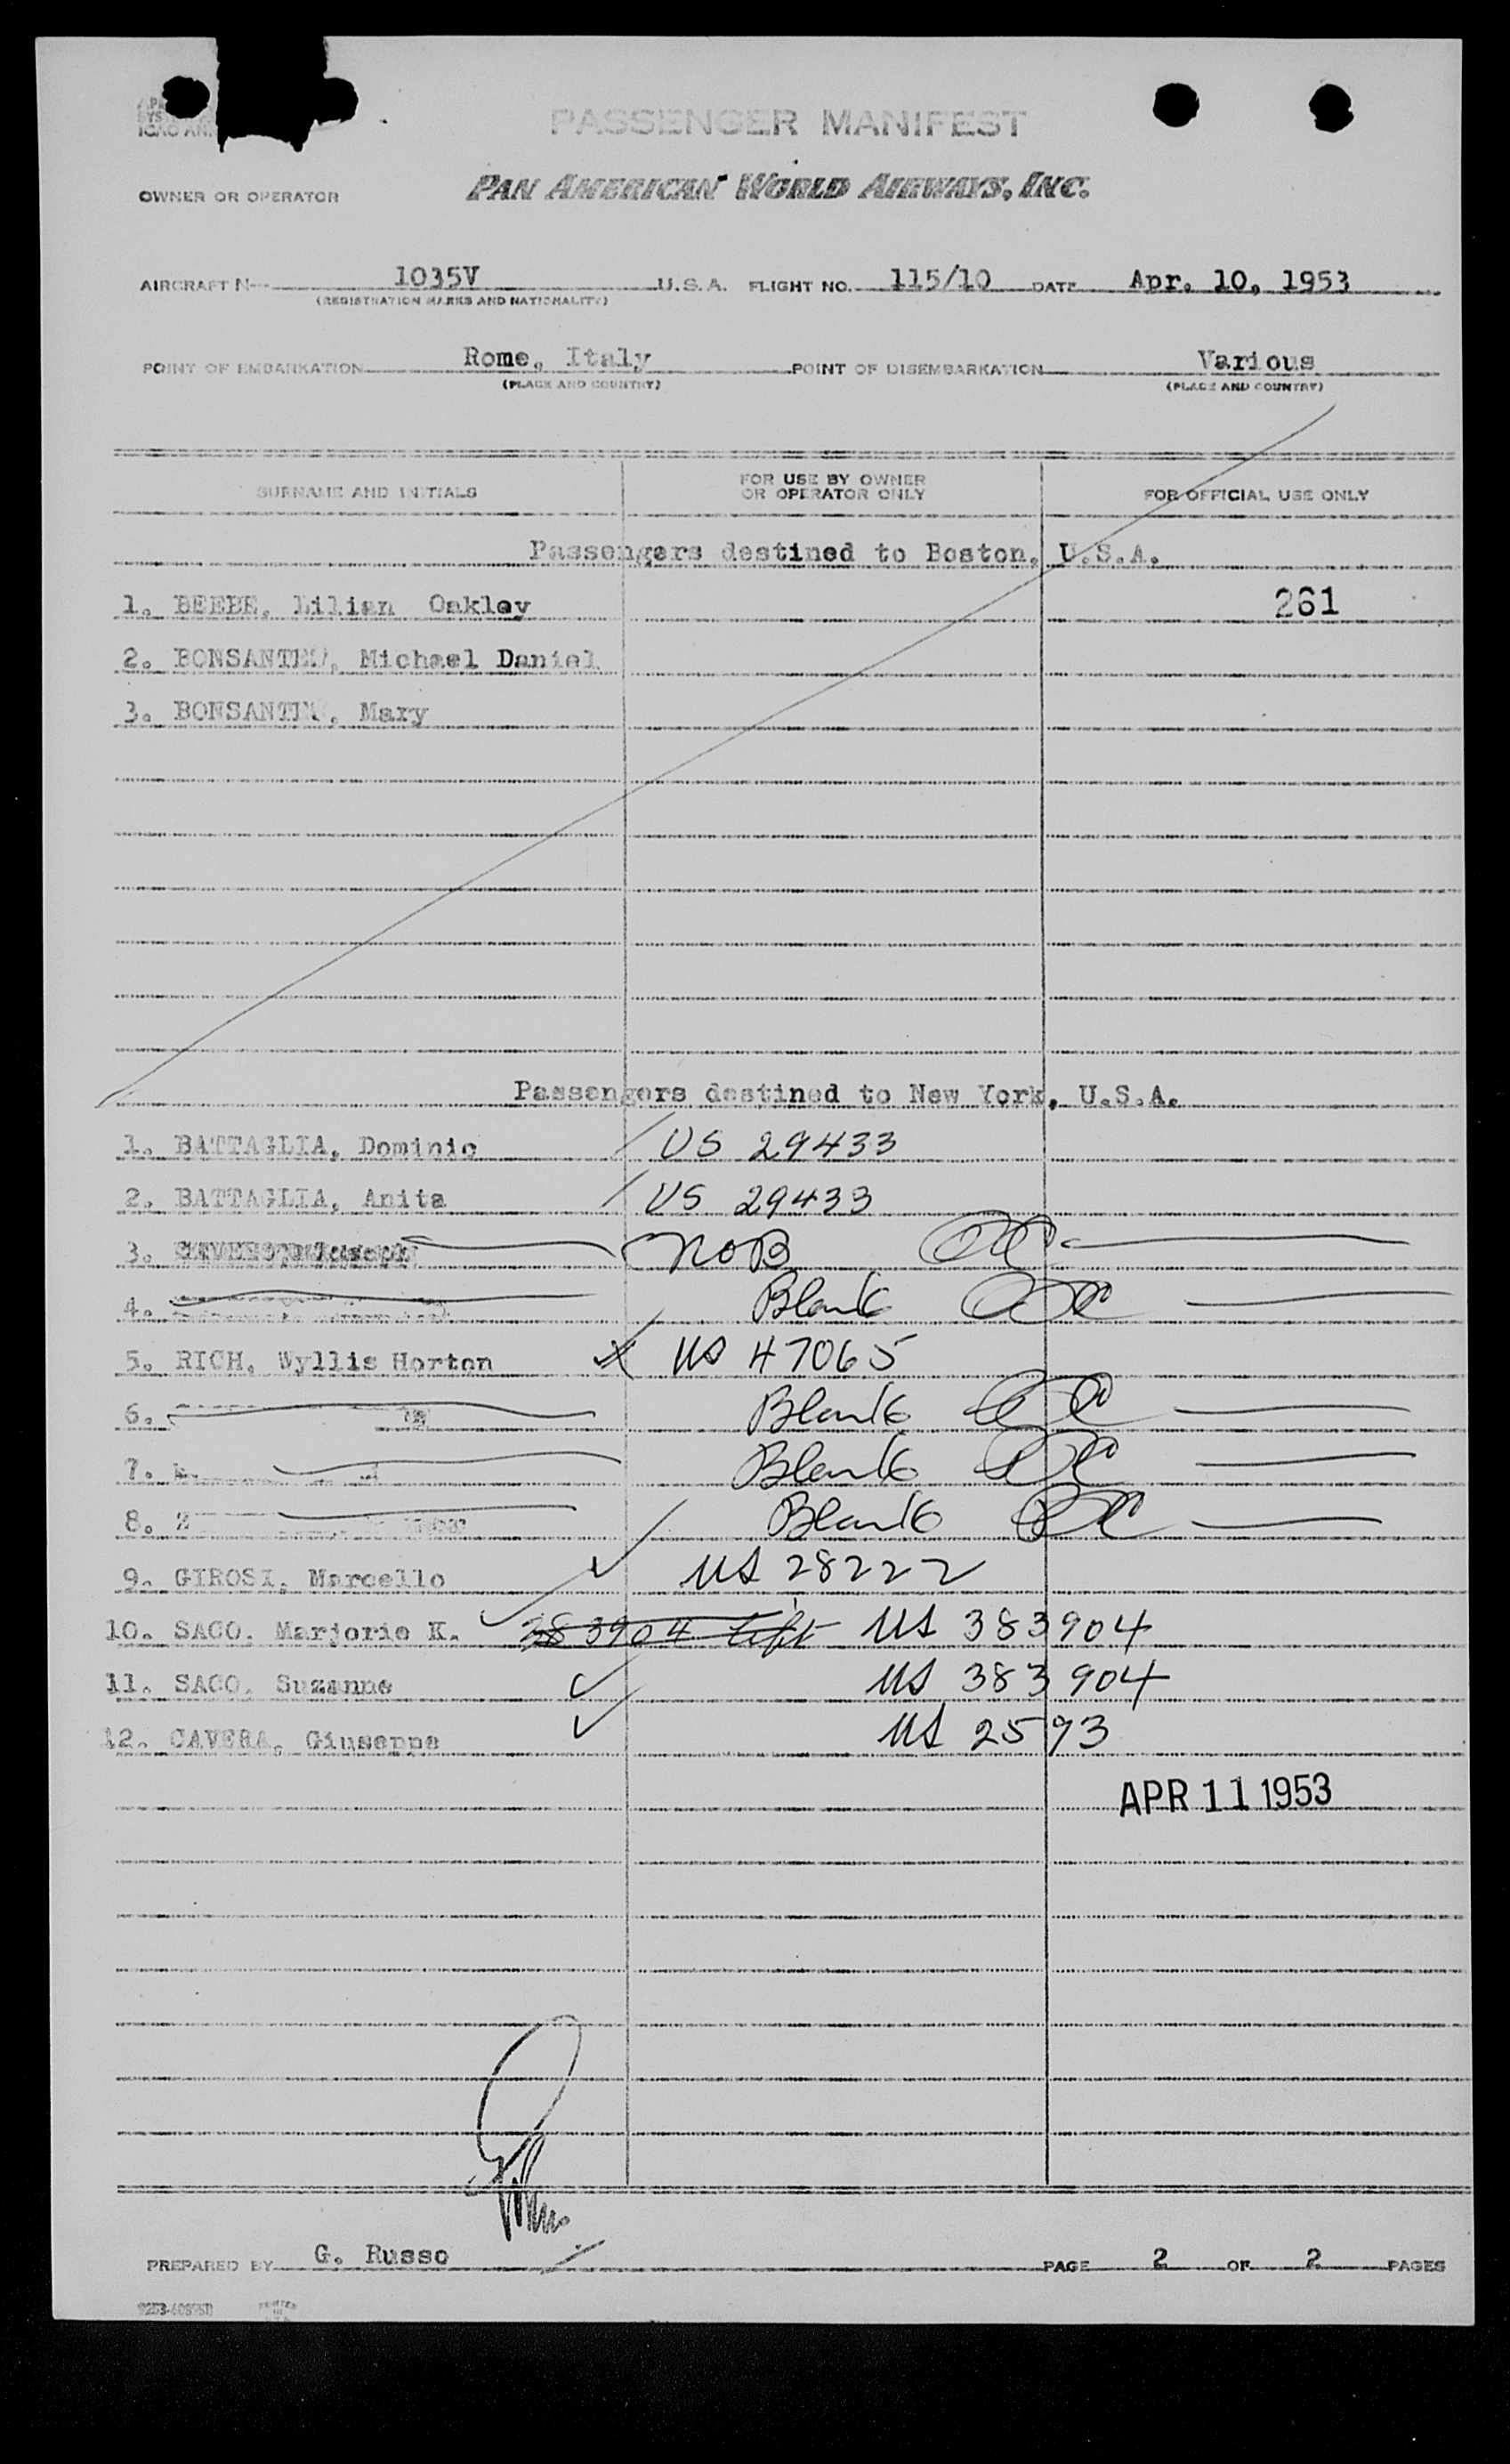 PASSENGER MANIFEST
OWNER OR OPERATOR PAN AMERICAN WORLD AIRWAYS, INC.
AIRCRAFT N 1035V U.S.A. FLIGHT NO. 115/10 DATE Apr. 10, 1953
(REGISTRATION MARKS AND NATIONALITY)
POINT OF EMBARKATION Rome, Italy POINT OF DISEMBARKATION Various
(PLACE AND COUNTRY) (PLACE AND COUNTRY)
SURNAME AND INITIALS FOR USE BY OWNER OR OPERATOR ONLY FOR OFFICIAL USE ONLY
Passengers destined to Boston, U.S.A.
1. BEEBE, Lilian Oakley 261
2. Michael Daniel
3. Mary
Passengers destined to New York, U.S.A.
1. BATTAGLIA, Dominic US 29433
2. BATTAGLIA, Anita US 29433
3. NOB
4. Blank
5. RICH, Wyllis Horton US 47065
6. Blank
7. Blank
8. Blank
9. GIROSI, Marcello US 28222
10. SACO, Marjorie K. 383904 Left US 383904
11. SACO, Suzanne US 383904
12. CAVERA, Giuseppe US 2593
APR 11 1953
PREPARED BY G. Russo PAGE 2 OF 2 PAGES